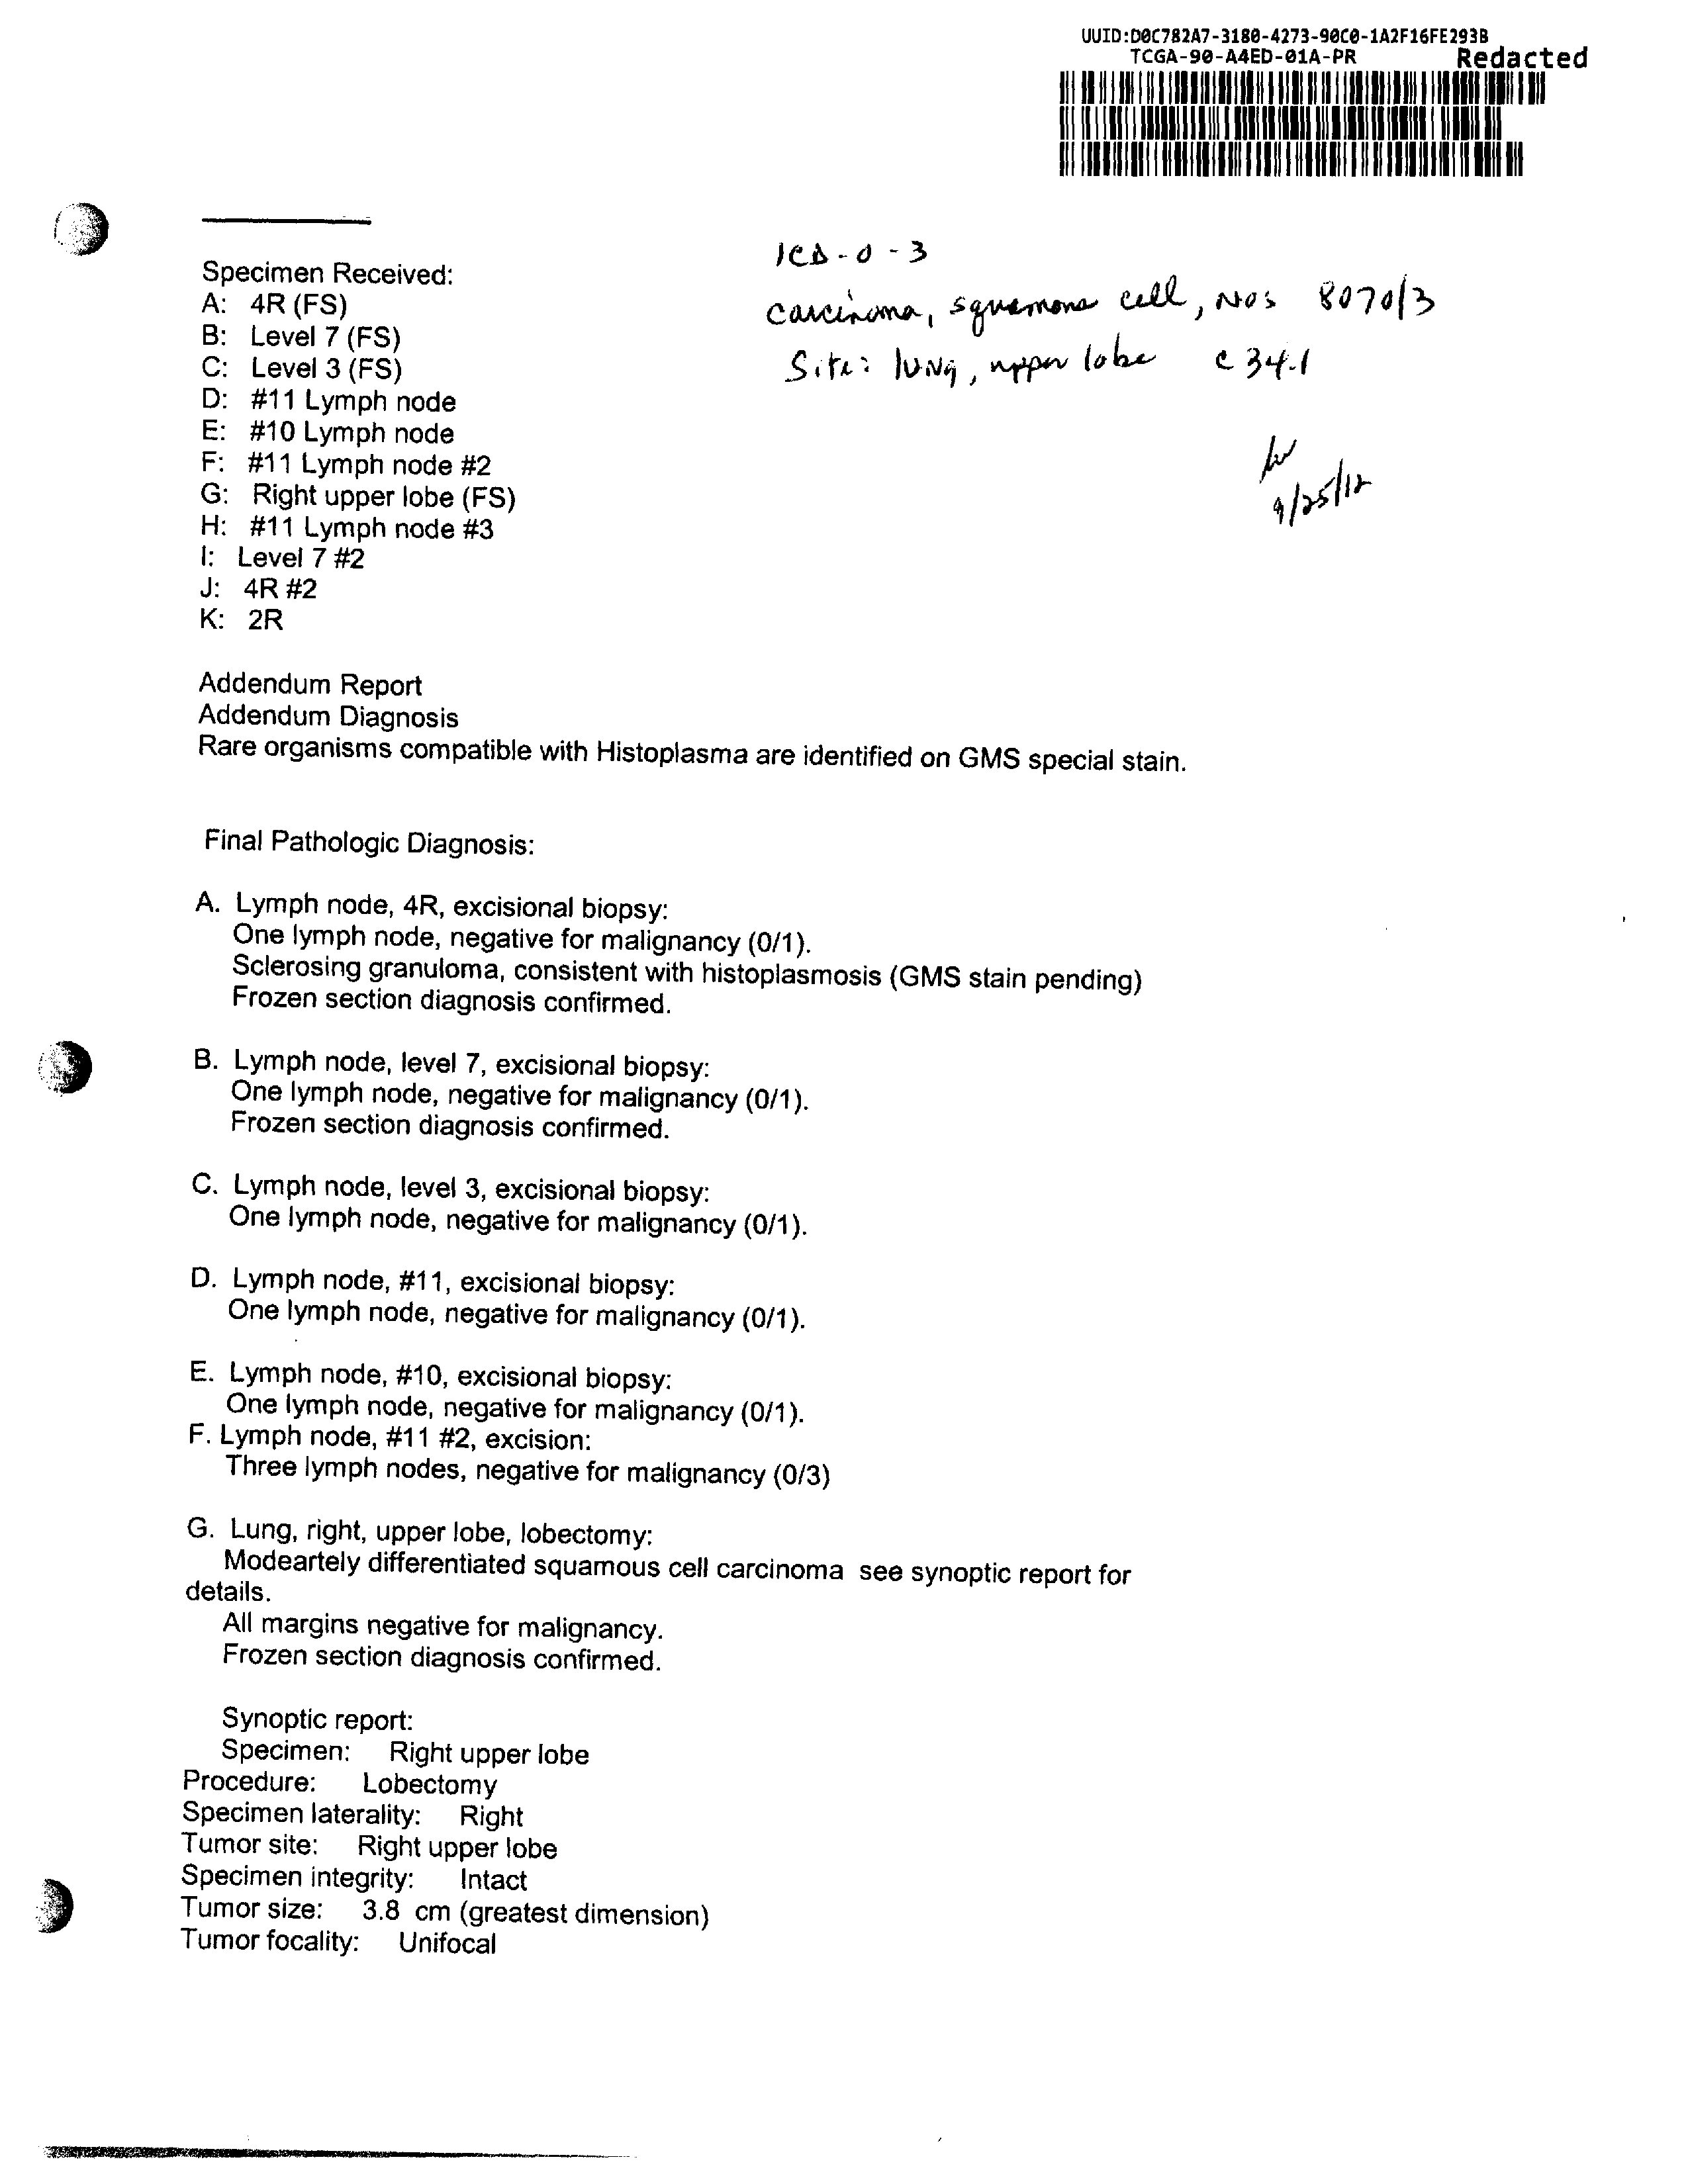 UUID:D0C782A7-3180-4273-90C0-1A2F16FE293B
TCGA-90-A4ED-01A-PR Redacted
ICD-O-3
carcinoma, squamous cell, NOS 8070/3
Site: lung, upper lobe C34.1
9/25/12
Specimen Received:
A: 4R (FS)
B: Level 7 (FS)
C: Level 3 (FS)
D: #11 Lymph node
E: #10 Lymph node
F: #11 Lymph node #2
G: Right upper lobe (FS)
H: #11 Lymph node #3
I: Level 7 #2
J: 4R #2
K: 2R
Addendum Report
Addendum Diagnosis
Rare organisms compatible with Histoplasma are identified on GMS special stain.
Final Pathologic Diagnosis:
A. Lymph node, 4R, excisional biopsy:
One lymph node, negative for malignancy (0/1).
Sclerosing granuloma, consistent with histoplasmosis (GMS stain pending)
Frozen section diagnosis confirmed.
B. Lymph node, level 7, excisional biopsy:
One lymph node, negative for malignancy (0/1).
Frozen section diagnosis confirmed.
C. Lymph node, level 3, excisional biopsy:
One lymph node, negative for malignancy (0/1).
D. Lymph node, #11, excisional biopsy:
One lymph node, negative for malignancy (0/1).
E. Lymph node, #10, excisional biopsy:
One lymph node, negative for malignancy (0/1).
F. Lymph node, #11 #2, excision:
Three lymph nodes, negative for malignancy (0/3)
G. Lung, right, upper lobe, lobectomy:
Modeartely differentiated squamous cell carcinoma see synoptic report for
details.
All margins negative for malignancy.
Frozen section diagnosis confirmed.
Synoptic report:
Specimen: Right upper lobe
Procedure: Lobectomy
Specimen laterality: Right
Tumor site: Right upper lobe
Specimen integrity: Intact
Tumor size: 3.8 cm (greatest dimension)
Tumor focality: Unifocal